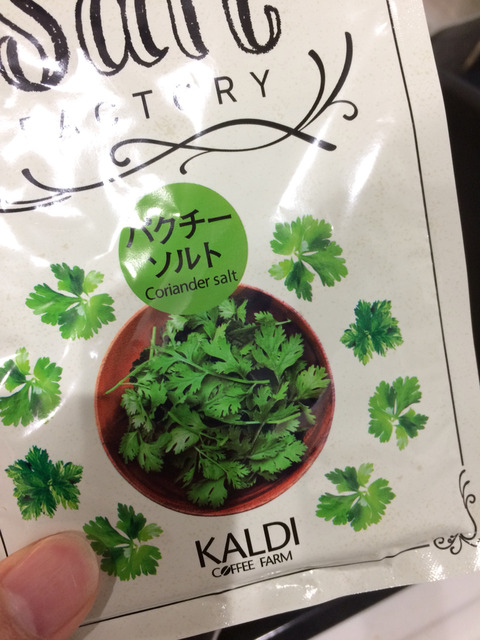 Salt
FACTORY
パクチー
ソルト
Coriander salt
KALDI
COFFEE FARM